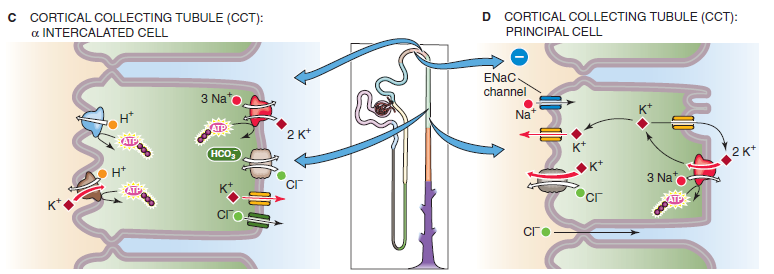 C CORTICAL COLLECTING TUBULE (CCT):
α INTERCALATED CELL
H⁺
ATP
H⁺
ATP
K⁺
3 Na⁺
ATP
2 K⁺
HCO₃⁻
Cl⁻
K⁺
Cl⁻
D CORTICAL COLLECTING TUBULE (CCT):
PRINCIPAL CELL
−
ENaC
channel
Na⁺
K⁺
K⁺
K⁺
Cl⁻
Cl⁻
2 K⁺
3 Na⁺
ATP